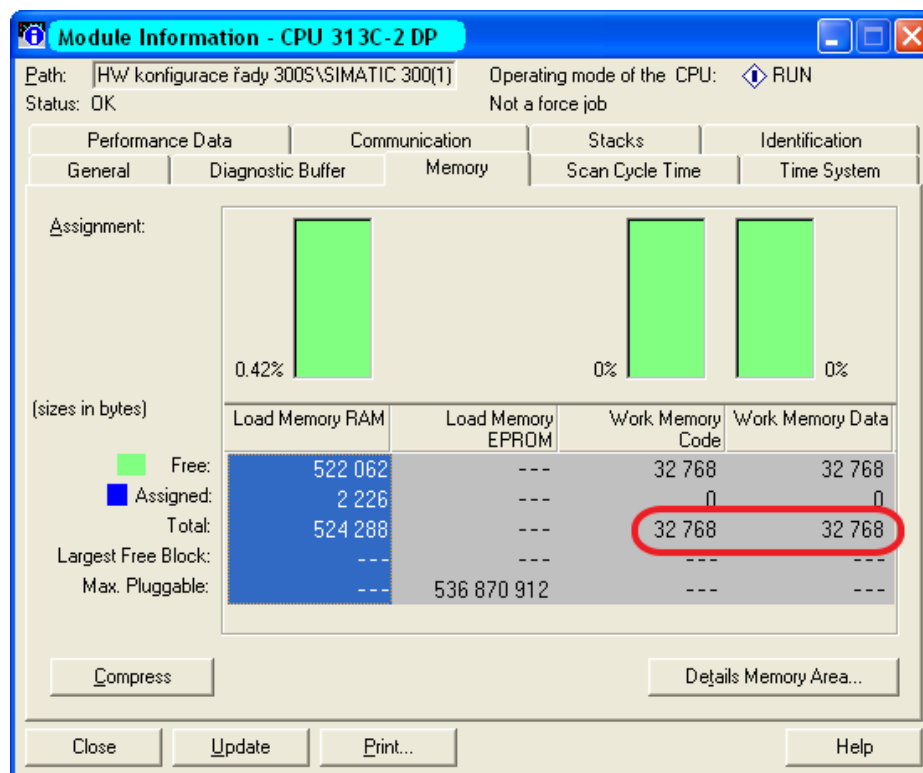 Module Information - CPU 313C-2 DP
Path: HW konfigurace řady 300S\SIMATIC 300(1) Operating mode of the CPU: RUN
Status: OK Not a force job
Performance Data Communication Stacks Identification
General Diagnostic Buffer Memory Scan Cycle Time Time System
Assignment:
0.42% 0% 0%
(sizes in bytes)
Load Memory RAM Load Memory EPROM Work Memory Code Work Memory Data
Free: 522 062 --- 32 768 32 768
Assigned: 2 226 --- 0 0
Total: 524 288 --- 32 768 32 768
Largest Free Block: --- --- --- ---
Max. Pluggable: --- 536 870 912 --- ---
Compress Details Memory Area...
Close Update Print... Help